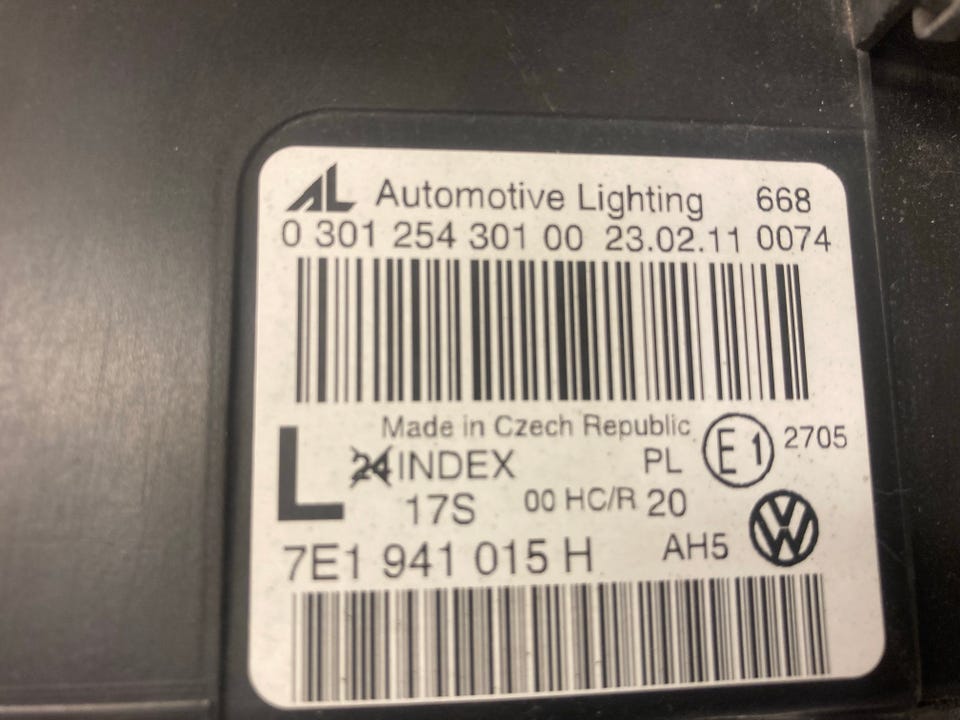 AL Automotive Lighting 668
0 301 254 301 00 23.02.11 0074
Made in Czech Republic
L 24 INDEX PL E1 2705
17S 00 HC/R 20
7E1 941 015 H AH5 VW